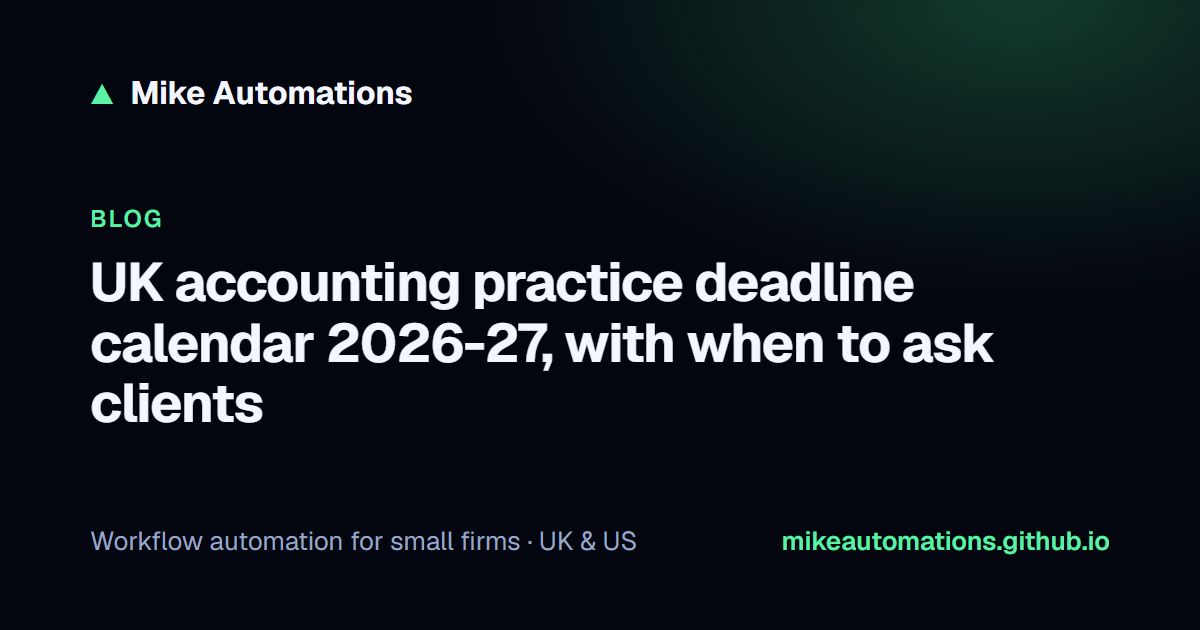 Mike Automations
BLOG
UK accounting practice deadline
calendar 2026-27, with when to ask
clients
Workflow automation for small firms · UK & US
mikeautomations.github.io